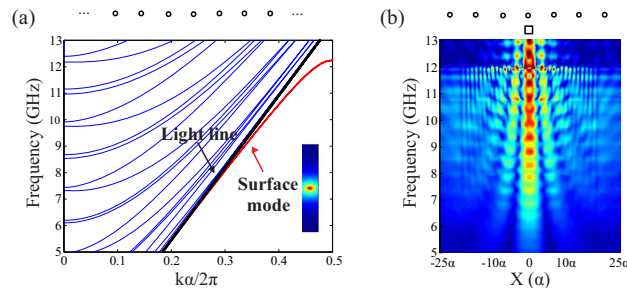 (a)
... ...
13
12
11
10
9
8
7
6
5
Frequency (GHz)
Light line
Surface
mode
0 0.1 0.2 0.3 0.4 0.5
kα/2π
(b)
13
12
11
10
9
8
7
6
5
Frequency (GHz)
-25α -10α 0 10α 25α
X (α)